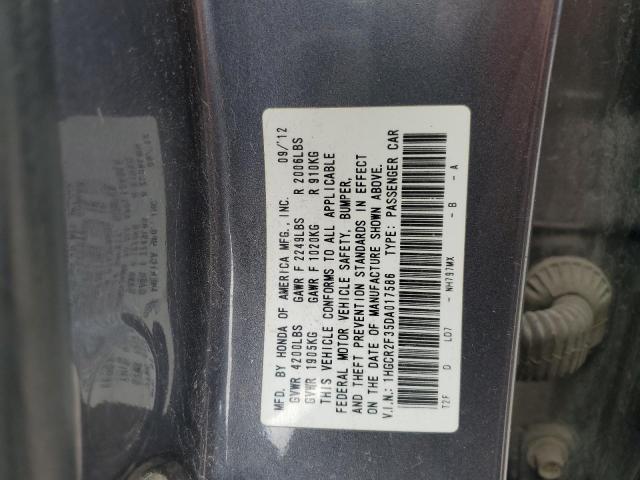 MFD. BY HONDA OF AMERICA MFG., INC. 09/12
GVWR 4200LBS GAWR F 2249LBS R 2006LBS
GVWR 1905KG GAWR F 1020KG R 910KG
THIS VEHICLE CONFORMS TO ALL APPLICABLE
FEDERAL MOTOR VEHICLE SAFETY, BUMPER,
AND THEFT PREVENTION STANDARDS IN EFFECT
ON THE DATE OF MANUFACTURE SHOWN ABOVE.
V.I.N.: 1HGCR2F35DA017586 TYPE: PASSENGER CAR
T2F D L07 - NH797MX - B - A